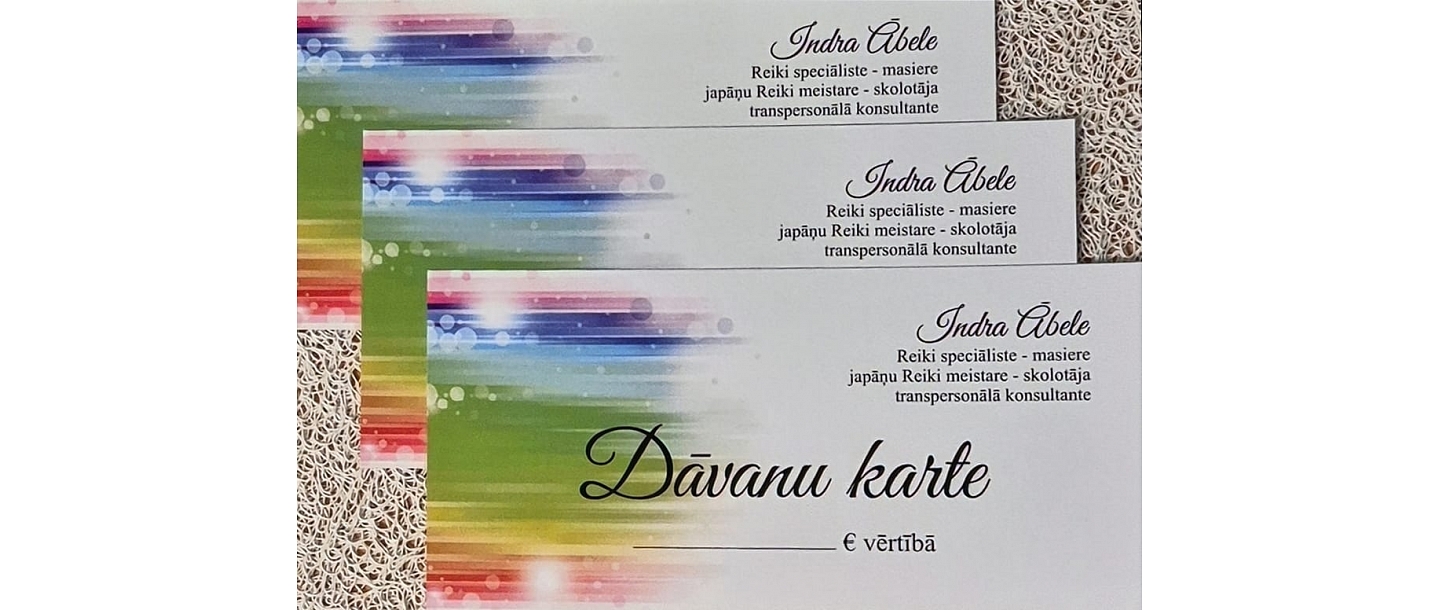 Indra Ābele
Reiki speciāliste - masiere
japāņu Reiki meistare - skolotāja
transpersonālā konsultante
Indra Ābele
Reiki speciāliste - masiere
japāņu Reiki meistare - skolotāja
transpersonālā konsultante
Indra Ābele
Reiki speciāliste - masiere
japāņu Reiki meistare - skolotāja
transpersonālā konsultante
Dāvanu karte
€ vērtībā